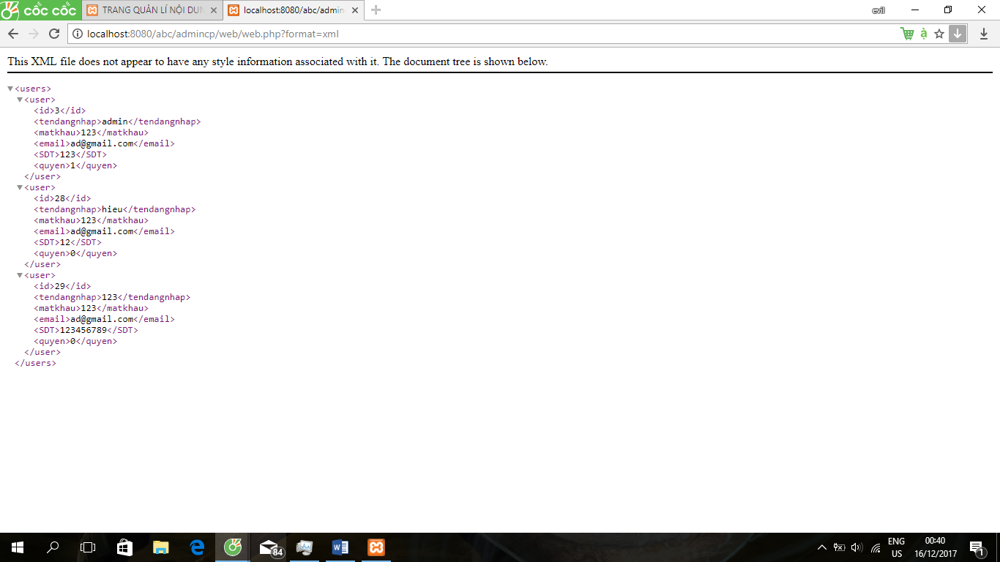 cốc cốc
TRANG QUẢN LÍ NỘI DUN
localhost:8080/abc/admin
evil
localhost:8080/abc/admincp/web/web.php?format=xml
This XML file does not appear to have any style information associated with it. The document tree is shown below.
<users>
<user>
<id>3</id>
<tendangnhap>admin</tendangnhap>
<matkhau>123</matkhau>
<email>ad@gmail.com</email>
<SDT>123</SDT>
<quyen>1</quyen>
</user>
<user>
<id>28</id>
<tendangnhap>hieu</tendangnhap>
<matkhau>123</matkhau>
<email>ad@gmail.com</email>
<SDT>12</SDT>
<quyen>0</quyen>
</user>
<user>
<id>29</id>
<tendangnhap>123</tendangnhap>
<matkhau>123</matkhau>
<email>ad@gmail.com</email>
<SDT>123456789</SDT>
<quyen>0</quyen>
</user>
</users>
84
ENG
US
00:40
16/12/2017
1